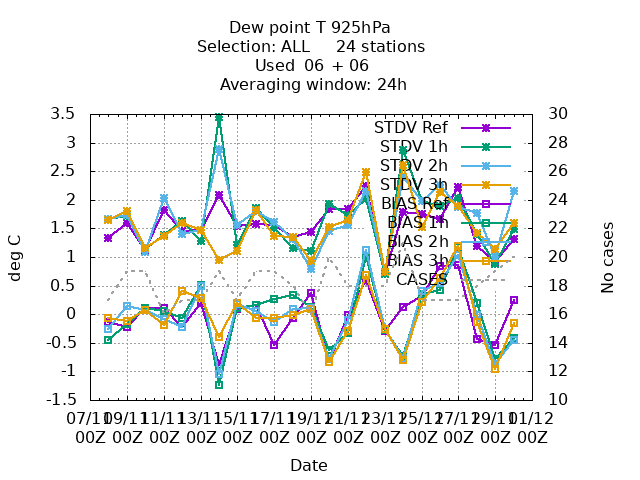 Dew point T 925hPa
Selection: ALL 24 stations
Used 06 + 06
Averaging window: 24h
3.5
3
2.5
2
1.5
1
0.5
0
-0.5
-1
-1.5
30
28
26
24
22
20
18
16
14
12
10
deg C
No cases
STDV Ref
STDV 1h
STDV 2h
STDV 3h
BIAS Ref
BIAS 1h
BIAS 2h
BIAS 3h
CASES
07/11 09/11 11/11 13/11 15/11 17/11 19/11 21/11 23/11 25/11 27/11 29/11 01/12
00Z 00Z 00Z 00Z 00Z 00Z 00Z 00Z 00Z 00Z 00Z 00Z 00Z
Date